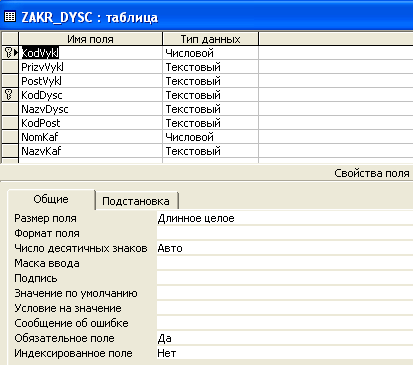 ZAKR_DYSC : таблица
Имя поля Тип данных
KodVykl Числовой
PrizvVykl Текстовый
PostVykl Текстовый
KodDysc Текстовый
NazvDysc Текстовый
KodPost Текстовый
NomKaf Числовой
NazvKaf Текстовый
Свойства поля
Общие Подстановка
Размер поля Длинное целое
Формат поля
Число десятичных знаков Авто
Маска ввода
Подпись
Значение по умолчанию
Условие на значение
Сообщение об ошибке
Обязательное поле Да
Индексированное поле Нет